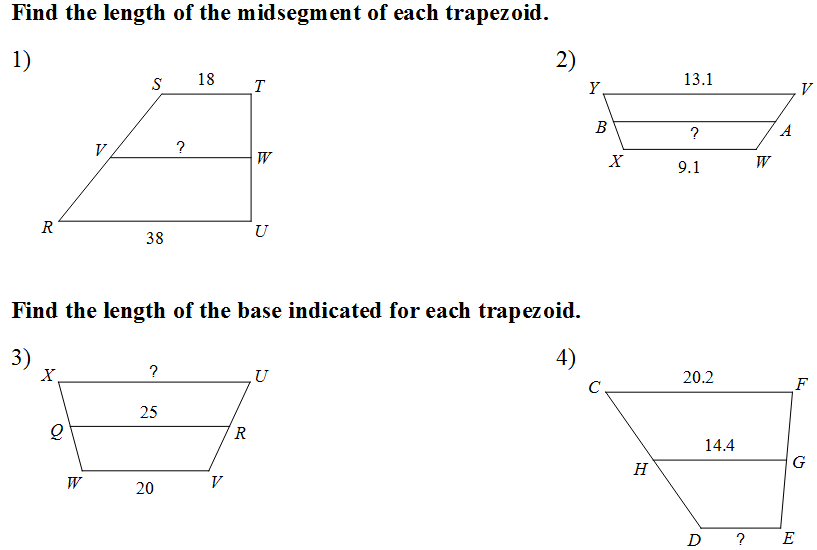 Find the length of the midsegment of each trapezoid.
1)
S 18 T
V ? W
R 38 U
2)
Y 13.1 V
B ? A
X 9.1 W
Find the length of the base indicated for each trapezoid.
3)
X ? U
Q 25 R
W 20 V
4)
C 20.2 F
H 14.4 G
D ? E